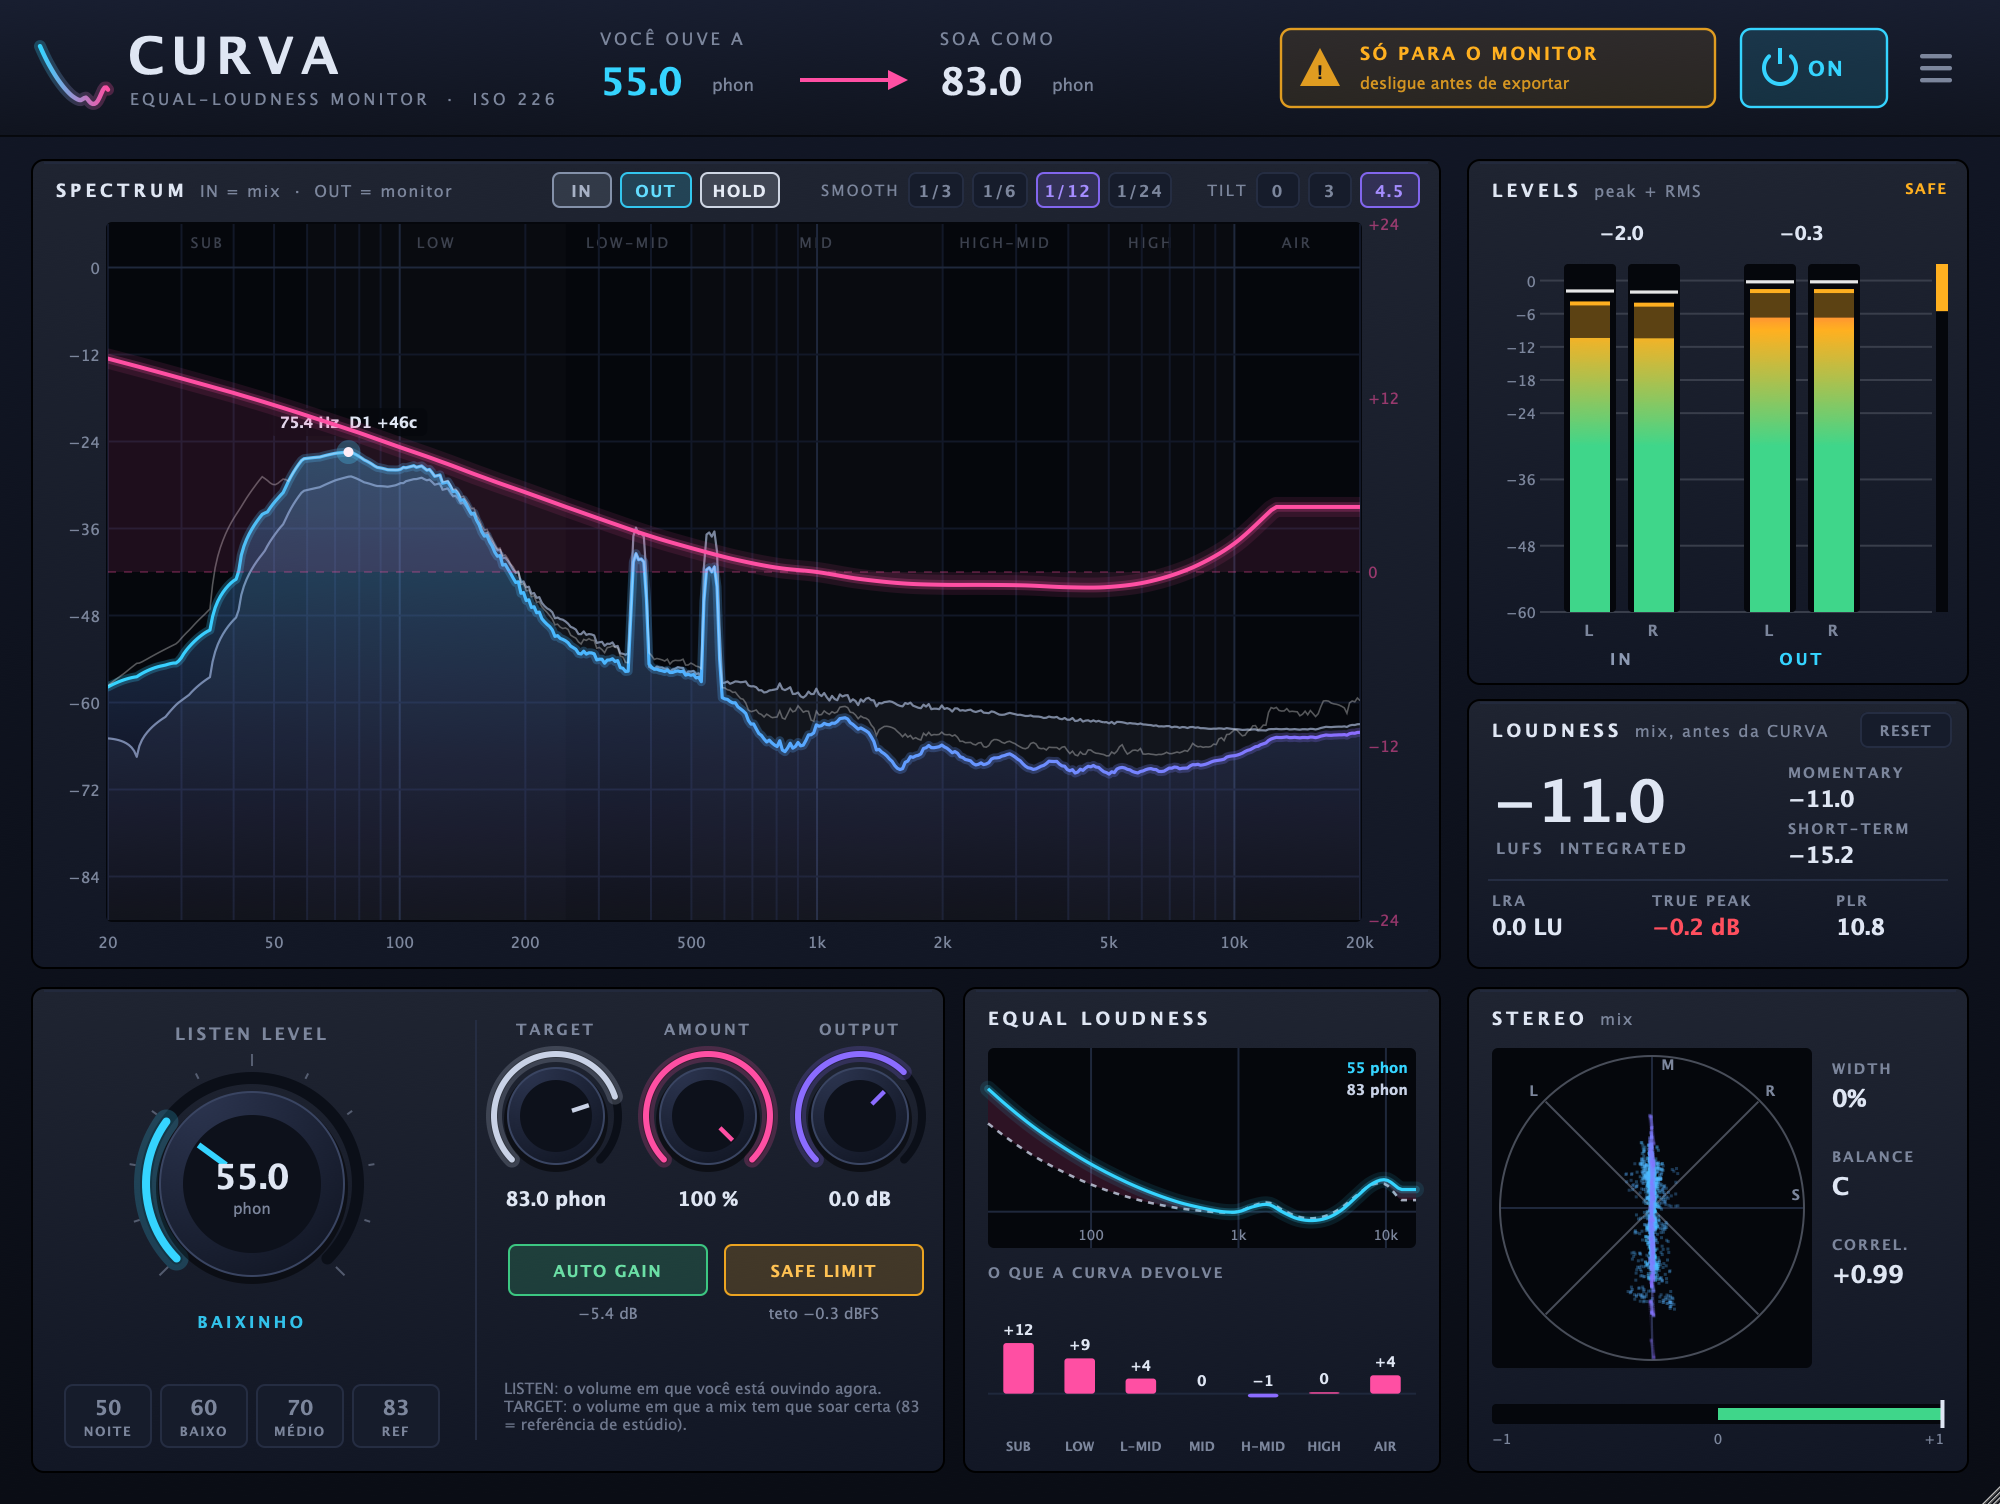 CURVA
EQUAL-LOUDNESS MONITOR · ISO 226
VOCÊ OUVE A
55.0 phon
SOA COMO
83.0 phon
! SÓ PARA O MONITOR
desligue antes de exportar
ON
SPECTRUM IN = mix · OUT = monitor
IN OUT HOLD SMOOTH 1/3 1/6 1/12 1/24 TILT 0 3 4.5
SUB LOW LOW-MID MID HIGH-MID HIGH AIR
0
−12
−24
−36
−48
−60
−72
−84
75.4 Hz D1 +46c
+24
+12
0
−12
−24
20 50 100 200 500 1k 2k 5k 10k 20k
LEVELS peak + RMS SAFE
−2.0 −0.3
0
−6
−12
−18
−24
−36
−48
−60
L R L R
IN OUT
LOUDNESS mix, antes da CURVA RESET
−11.0
LUFS INTEGRATED
MOMENTARY
−11.0
SHORT-TERM
−15.2
LRA TRUE PEAK PLR
0.0 LU −0.2 dB 10.8
LISTEN LEVEL
55.0
phon
BAIXINHO
50 60 70 83
NOITE BAIXO MÉDIO REF
TARGET AMOUNT OUTPUT
83.0 phon 100 % 0.0 dB
AUTO GAIN SAFE LIMIT
−5.4 dB teto −0.3 dBFS
LISTEN: o volume em que você está ouvindo agora.
TARGET: o volume em que a mix tem que soar certa (83
= referência de estúdio).
EQUAL LOUDNESS
55 phon
83 phon
100 1k 10k
O QUE A CURVA DEVOLVE
+12 +9 +4 0 −1 0 +4
SUB LOW L-MID MID H-MID HIGH AIR
STEREO mix
M
L R
S
WIDTH
0%
BALANCE
C
CORREL.
+0.99
−1 0 +1